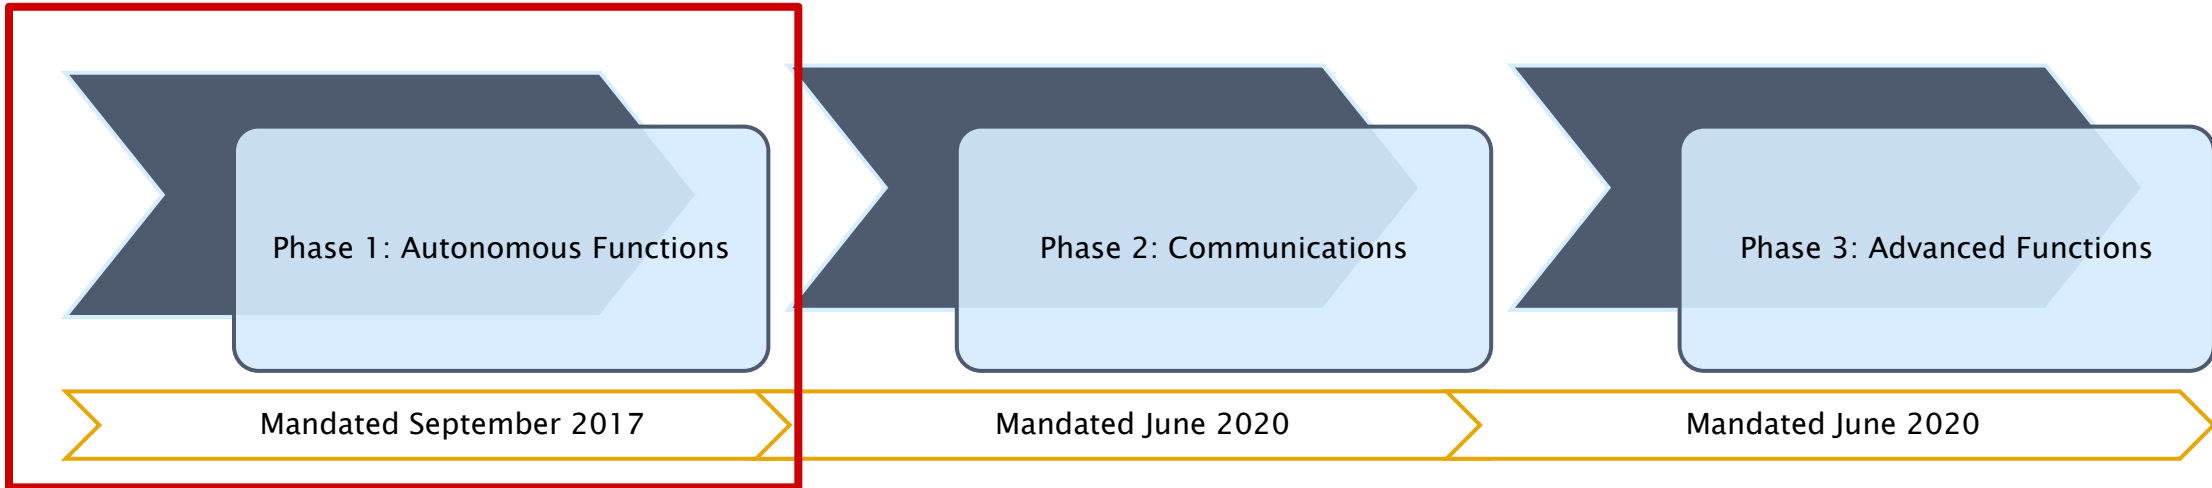 Phase 1: Autonomous Functions
Phase 2: Communications
Phase 3: Advanced Functions
Mandated September 2017
Mandated June 2020
Mandated June 2020